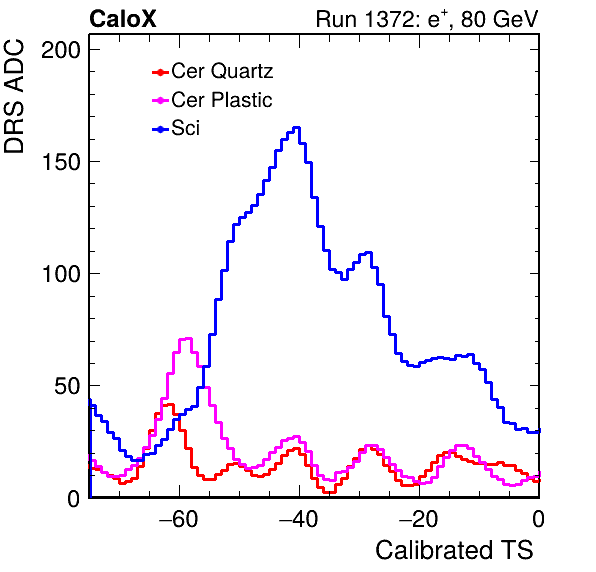 CaloX Run 1372: e⁺, 80 GeV
DRS ADC
200
Cer Quartz
Cer Plastic
Sci
150
100
50
0
−60 −40 −20 0
Calibrated TS